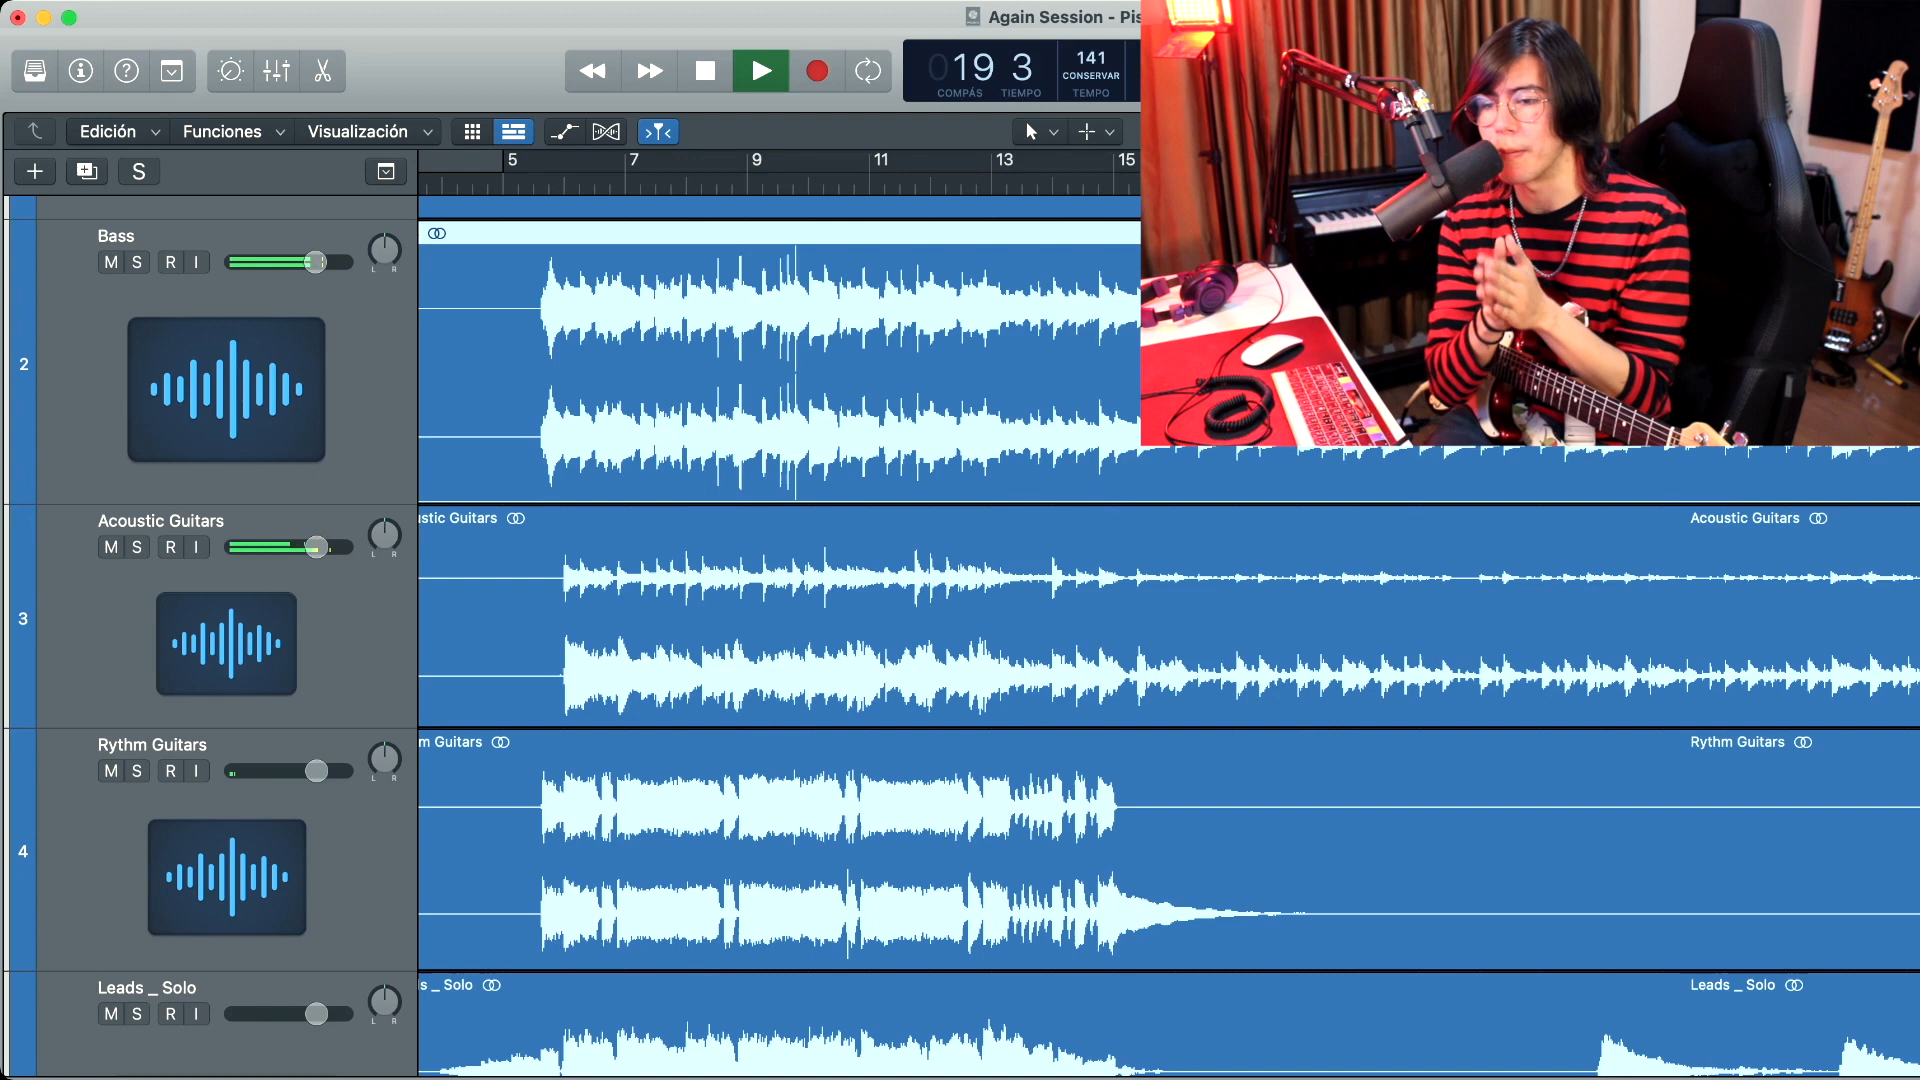 Again Session - Pis
019 3
COMPÁS TIEMPO
141
CONSERVAR
TEMPO
Edición Funciones Visualización
S
5 7 9 11 13 15
Bass
M S R I
L R
2
Acoustic Guitars
M S R I
L R
3
stic Guitars
Acoustic Guitars
Rythm Guitars
M S R I
L R
4
m Guitars
Rythm Guitars
Leads _ Solo
M S R I
L R
s _ Solo
Leads _ Solo